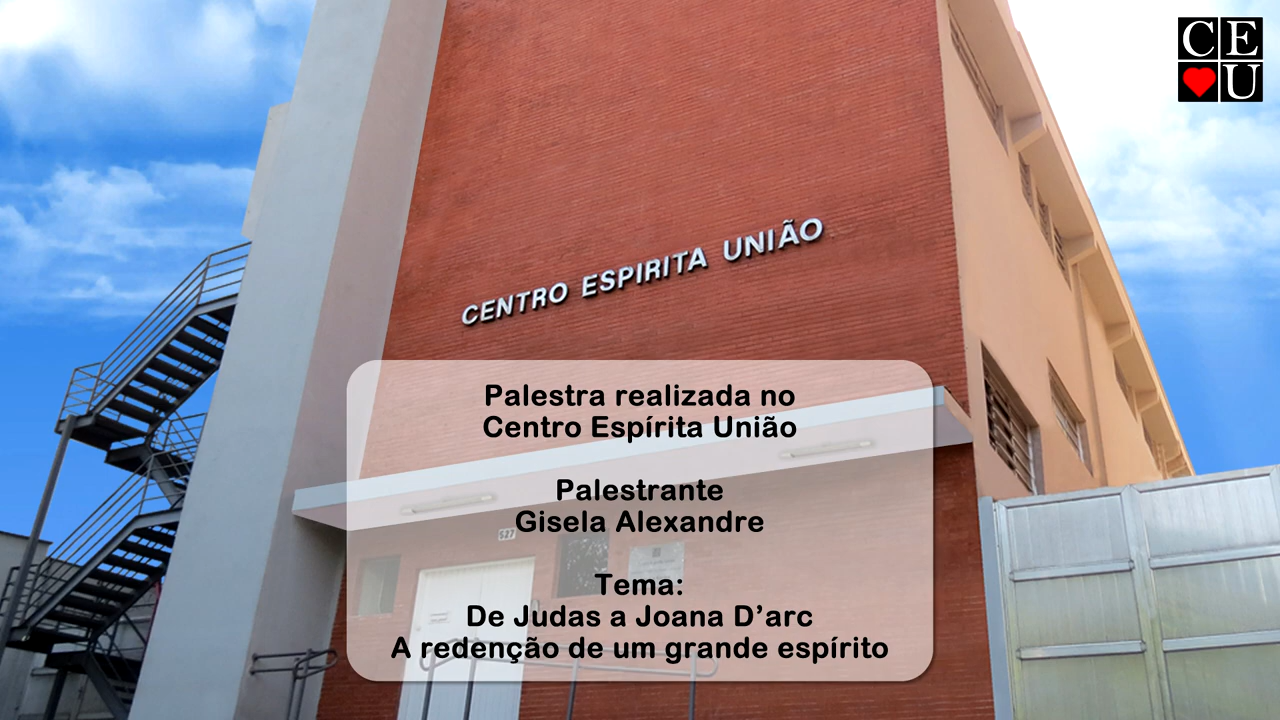 CE
U
CENTRO ESPIRITA UNIÃO
Palestra realizada no
Centro Espírita União
Palestrante
Gisela Alexandre
527
Tema:
De Judas a Joana D’arc
A redenção de um grande espírito